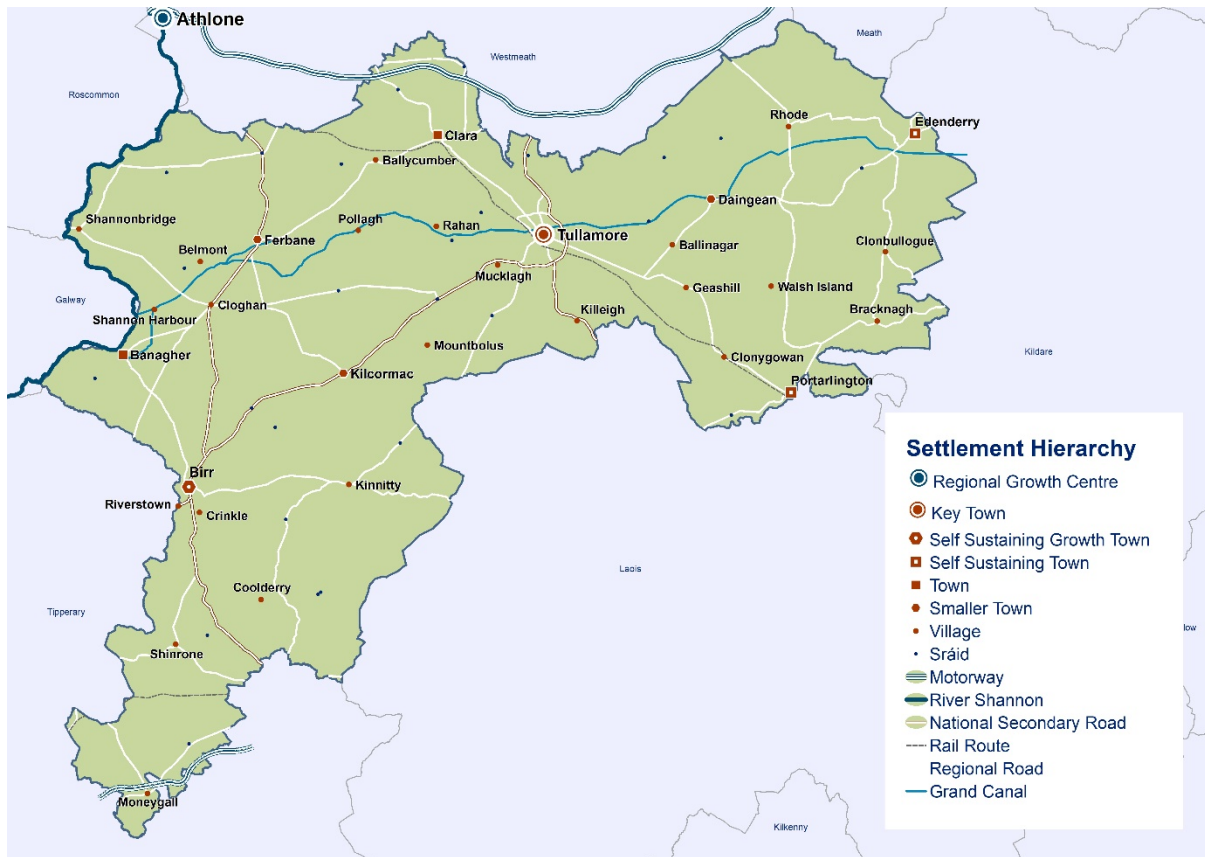 Athlone
Meath
Westmeath
Roscommon
Rhode
Edenderry
Clara
Ballycumber
Daingean
Shannonbridge
Pollagh
Rahan
Tullamore
Belmont
Ferbane
Ballinagar
Clonbullogue
Mucklagh
Geashill
Walsh Island
Galway
Cloghan
Shannon Harbour
Killeigh
Bracknagh
Mountbolus
Banagher
Clonygowan
Kildare
Kilcormac
Portarlington
Birr
Kinnitty
Riverstown
Crinkle
Laois
Coolderry
Tipperary
Shinrone
Moneygall
Kilkenny
low
Settlement Hierarchy
Regional Growth Centre
Key Town
Self Sustaining Growth Town
Self Sustaining Town
Town
Smaller Town
Village
Sráid
Motorway
River Shannon
National Secondary Road
Rail Route
Regional Road
Grand Canal